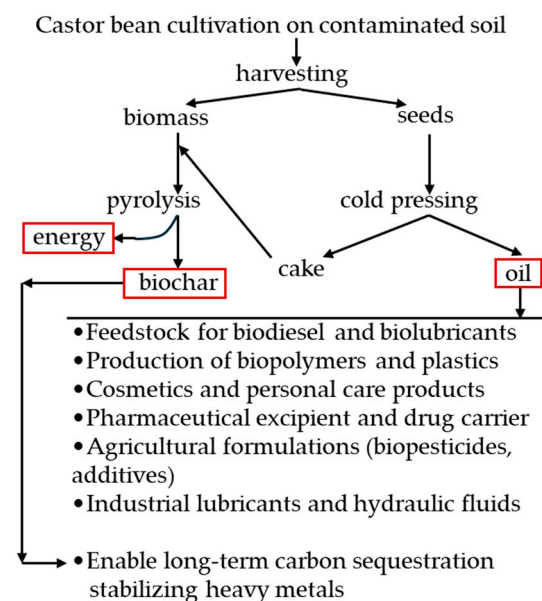 Castor bean cultivation on contaminated soil
harvesting
biomass
seeds
pyrolysis
cold pressing
energy
cake
biochar
oil
•Feedstock for biodiesel and biolubricants
•Production of biopolymers and plastics
•Cosmetics and personal care products
•Pharmaceutical excipient and drug carrier
•Agricultural formulations (biopesticides,
additives)
•Industrial lubricants and hydraulic fluids
•Enable long-term carbon sequestration
stabilizing heavy metals